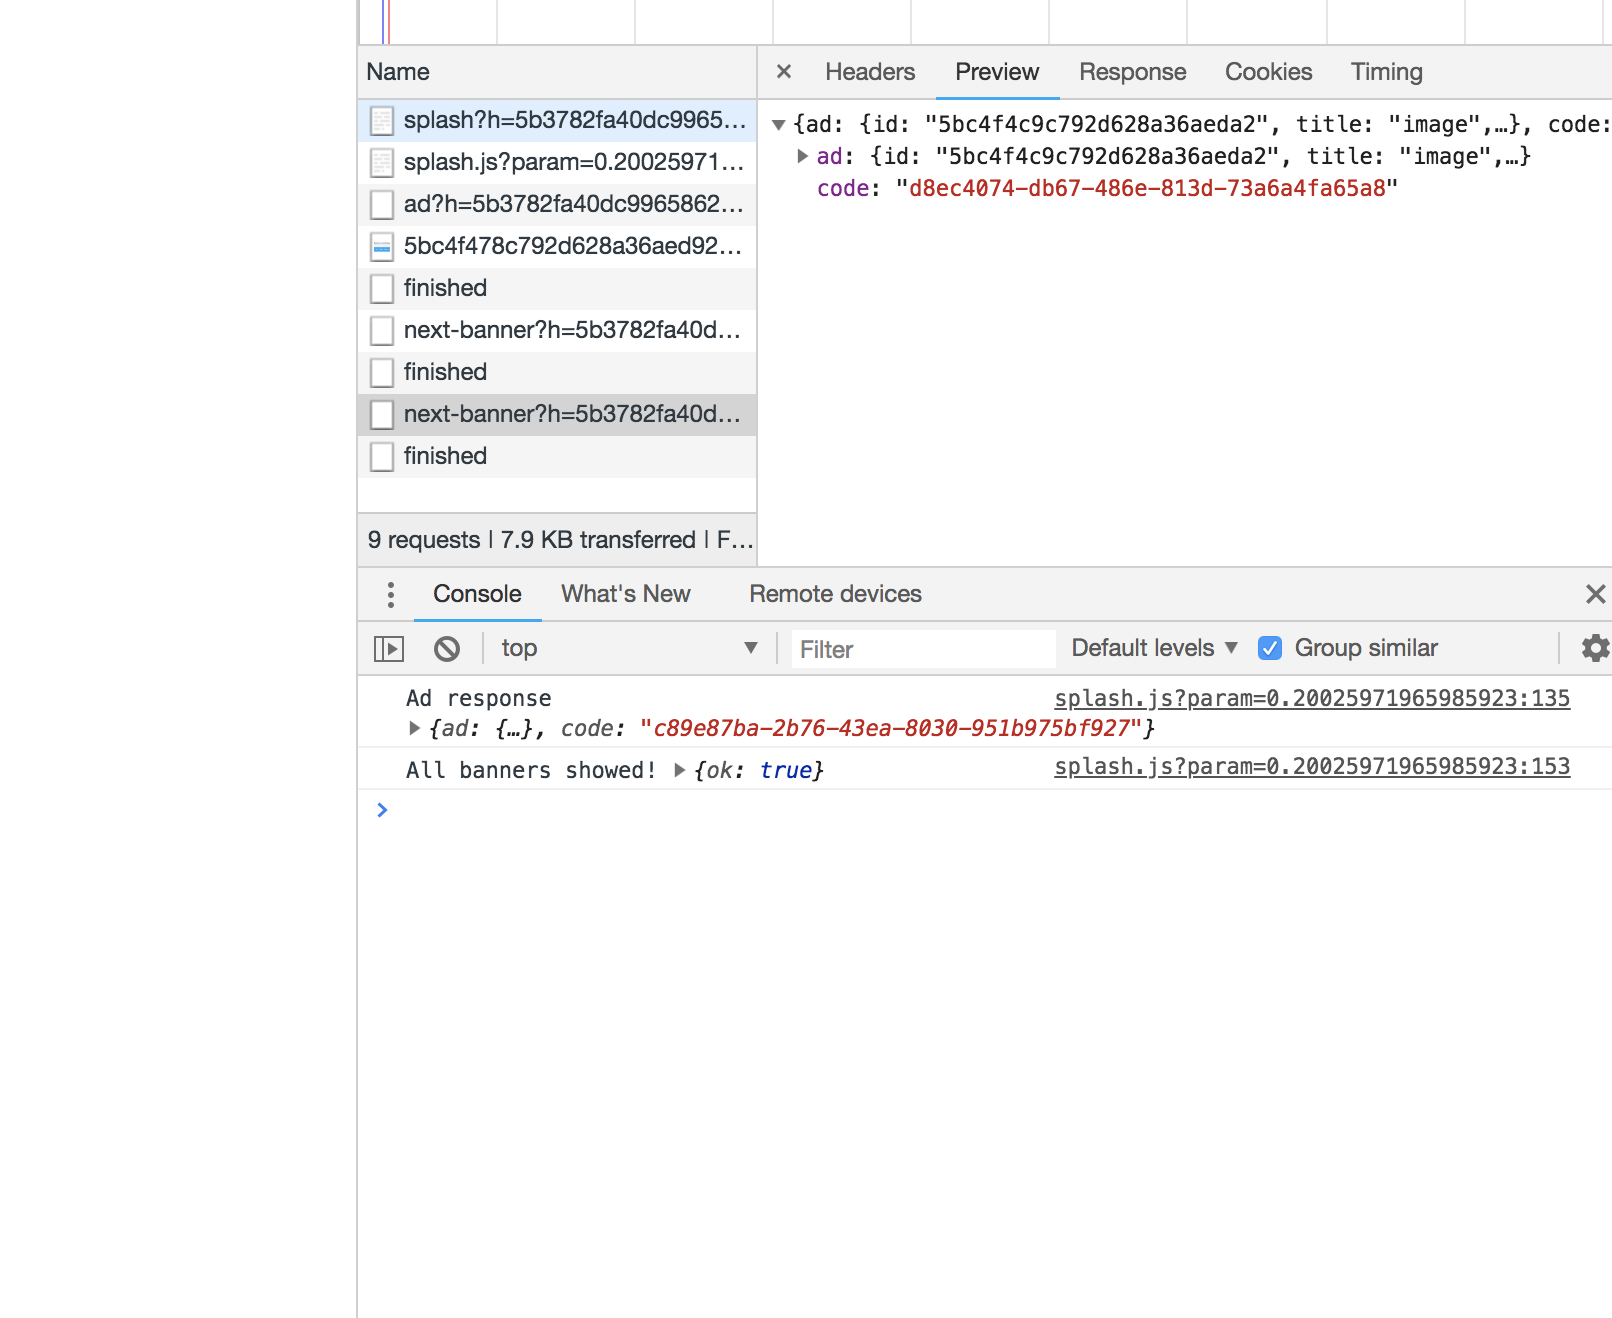 Name
splash?h=5b3782fa40dc9965...
splash.js?param=0.20025971...
ad?h=5b3782fa40dc9965862...
5bc4f478c792d628a36aed92...
finished
next-banner?h=5b3782fa40d...
finished
next-banner?h=5b3782fa40d...
finished
9 requests | 7.9 KB transferred | F...
× Headers Preview Response Cookies Timing
▼{ad: {id: "5bc4f4c9c792d628a36aeda2", title: "image",…}, code:
▶ad: {id: "5bc4f4c9c792d628a36aeda2", title: "image",…}
code: "d8ec4074-db67-486e-813d-73a6a4fa65a8"
Console What's New Remote devices
top Filter Default levels Group similar
Ad response splash.js?param=0.20025971965985923:135
▶{ad: {…}, code: "c89e87ba-2b76-43ea-8030-951b975bf927"}
All banners showed! ▶{ok: true} splash.js?param=0.20025971965985923:153